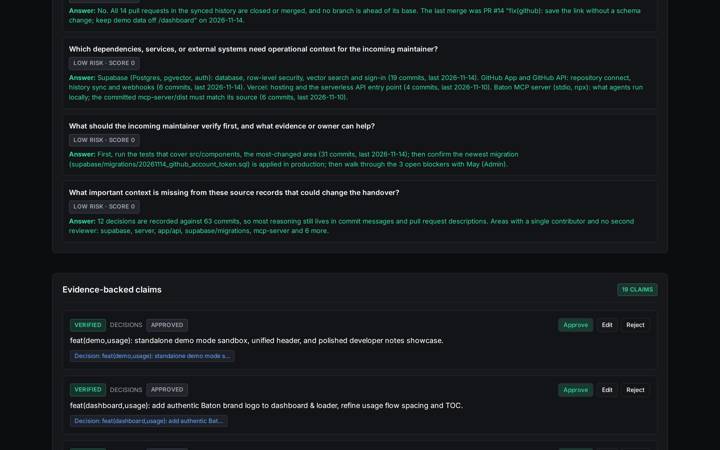 Answer: No. All 14 pull requests in the synced history are closed or merged, and no branch is ahead of its base. The last merge was PR #14 "fix(github): save the link without a schema
change; keep demo data off /dashboard" on 2026-11-14.
Which dependencies, services, or external systems need operational context for the incoming maintainer?
LOW RISK · SCORE 0
Answer: Supabase (Postgres, pgvector, auth): database, row-level security, vector search and sign-in (19 commits, last 2026-11-14). GitHub App and GitHub API: repository connect,
history sync and webhooks (6 commits, last 2026-11-14). Vercel: hosting and the serverless API entry point (4 commits, last 2026-11-10). Baton MCP server (stdio, npx): what agents run
locally; the committed mcp-server/dist must match its source (6 commits, last 2026-11-10).
What should the incoming maintainer verify first, and what evidence or owner can help?
LOW RISK · SCORE 0
Answer: First, run the tests that cover src/components, the most-changed area (31 commits, last 2026-11-14); then confirm the newest migration
(supabase/migrations/20261114_github_account_token.sql) is applied in production; then walk through the 3 open blockers with May (Admin).
What important context is missing from these source records that could change the handover?
LOW RISK · SCORE 0
Answer: 12 decisions are recorded against 63 commits, so most reasoning still lives in commit messages and pull request descriptions. Areas with a single contributor and no second
reviewer: supabase, server, app/api, supabase/migrations, mcp-server and 6 more.
Evidence-backed claims
19 CLAIMS
VERIFIED DECISIONS APPROVED Approve Edit Reject
feat(demo,usage): standalone demo mode sandbox, unified header, and polished developer notes showcase.
Decision: feat(demo,usage): standalone demo mode s...
VERIFIED DECISIONS APPROVED Approve Edit Reject
feat(dashboard,usage): add authentic Baton brand logo to dashboard & loader, refine usage flow spacing and TOC.
Decision: feat(dashboard,usage): add authentic Bat...